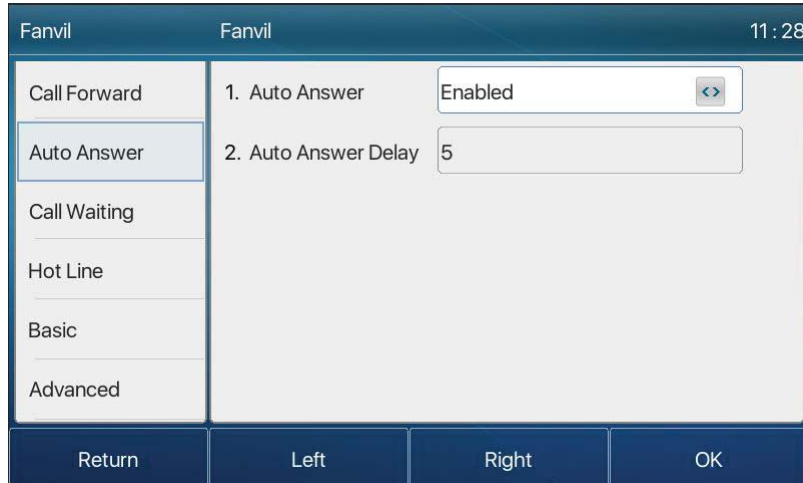 Fanvil Fanvil 11:28
Call Forward
Auto Answer
Call Waiting
Hot Line
Basic
Advanced
1. Auto Answer Enabled <>
2. Auto Answer Delay 5
Return Left Right OK